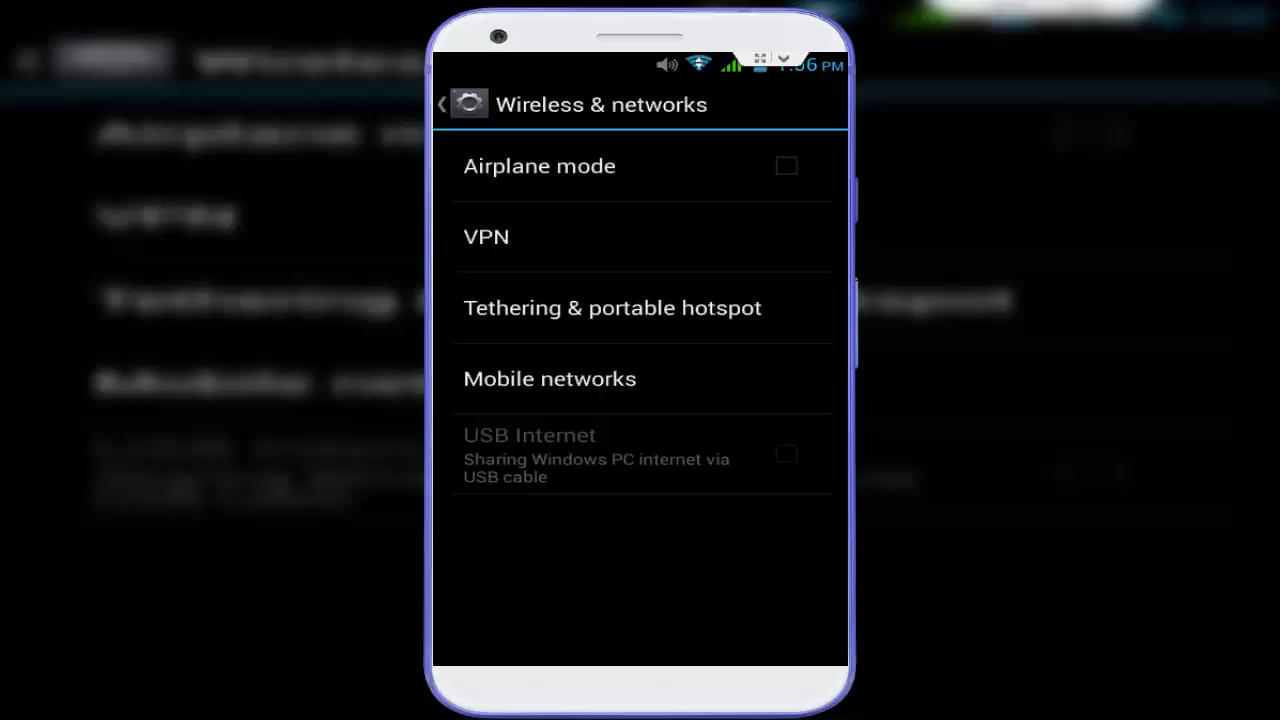 Wireless & networks
Airplane mode
VPN
Tethering & portable hotspot
Mobile networks
USB Internet
Sharing Windows PC internet via
USB cable